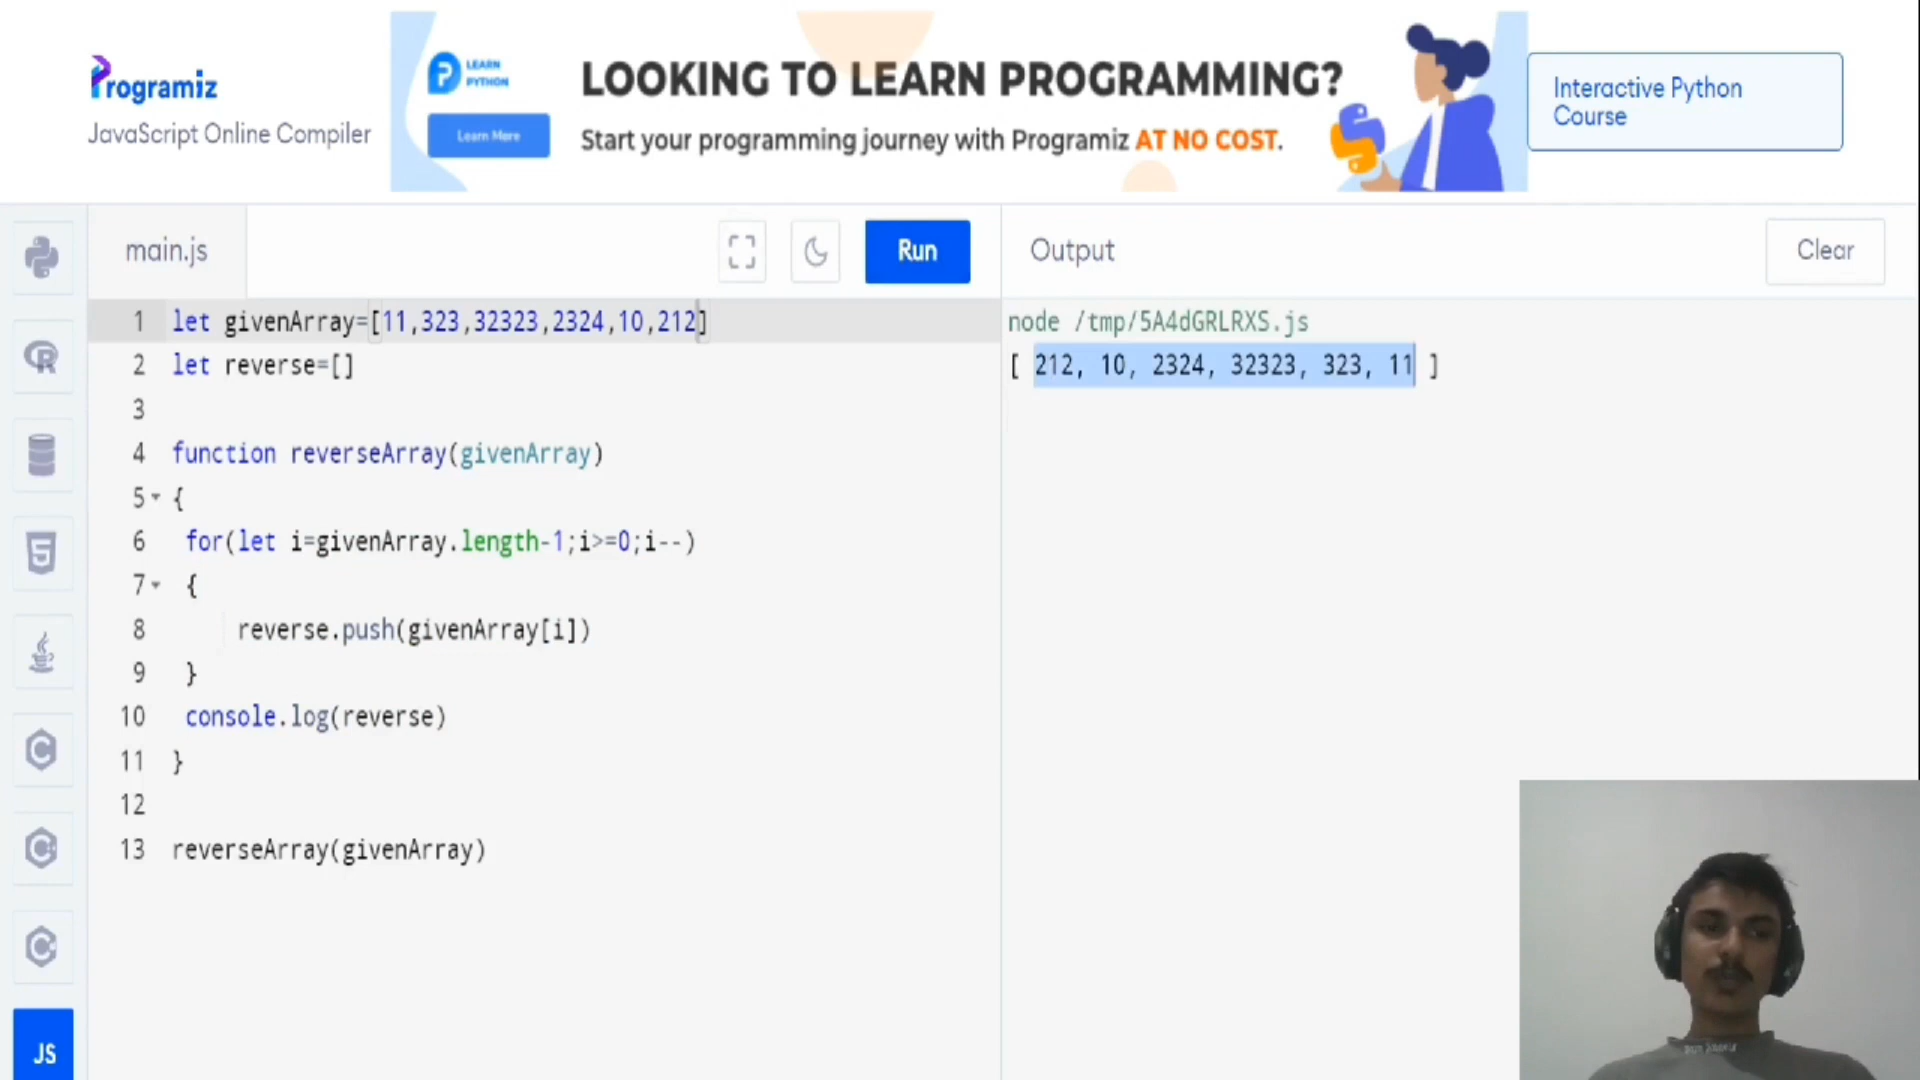 Programiz
JavaScript Online Compiler
LEARN
PYTHON
Learn More
LOOKING TO LEARN PROGRAMMING?
Start your programming journey with Programiz AT NO COST.
Interactive Python
Course
main.js
Run
Output
Clear
1 let givenArray=[11,323,32323,2324,10,212]
2 let reverse=[]
3
4 function reverseArray(givenArray)
5 {
6 for(let i=givenArray.length-1;i>=0;i--)
7 {
8 reverse.push(givenArray[i])
9 }
10 console.log(reverse)
11 }
12
13 reverseArray(givenArray)
node /tmp/5A4dGRLRXS.js
[ 212, 10, 2324, 32323, 323, 11 ]
R
5
C
C
C
JS